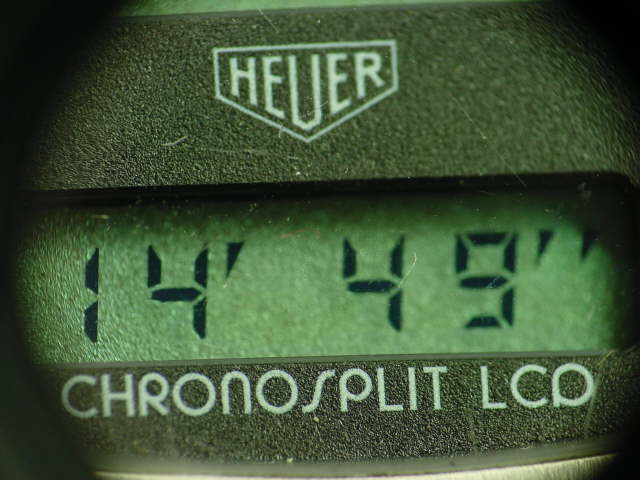 HEUER
14' 49''
CHRONOSPLIT LCD